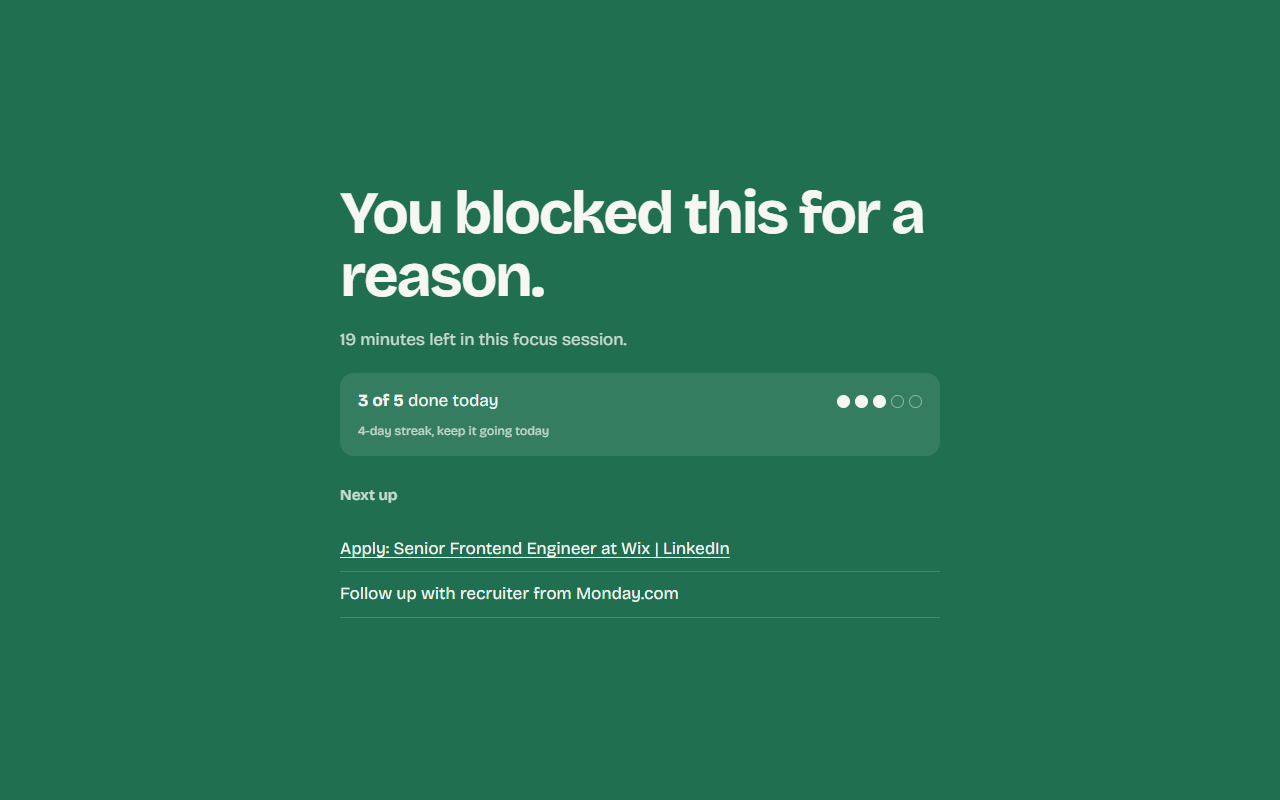 You blocked this for a
reason.
19 minutes left in this focus session.
3 of 5 done today
4-day streak, keep it going today
Next up
Apply: Senior Frontend Engineer at Wix | LinkedIn
Follow up with recruiter from Monday.com